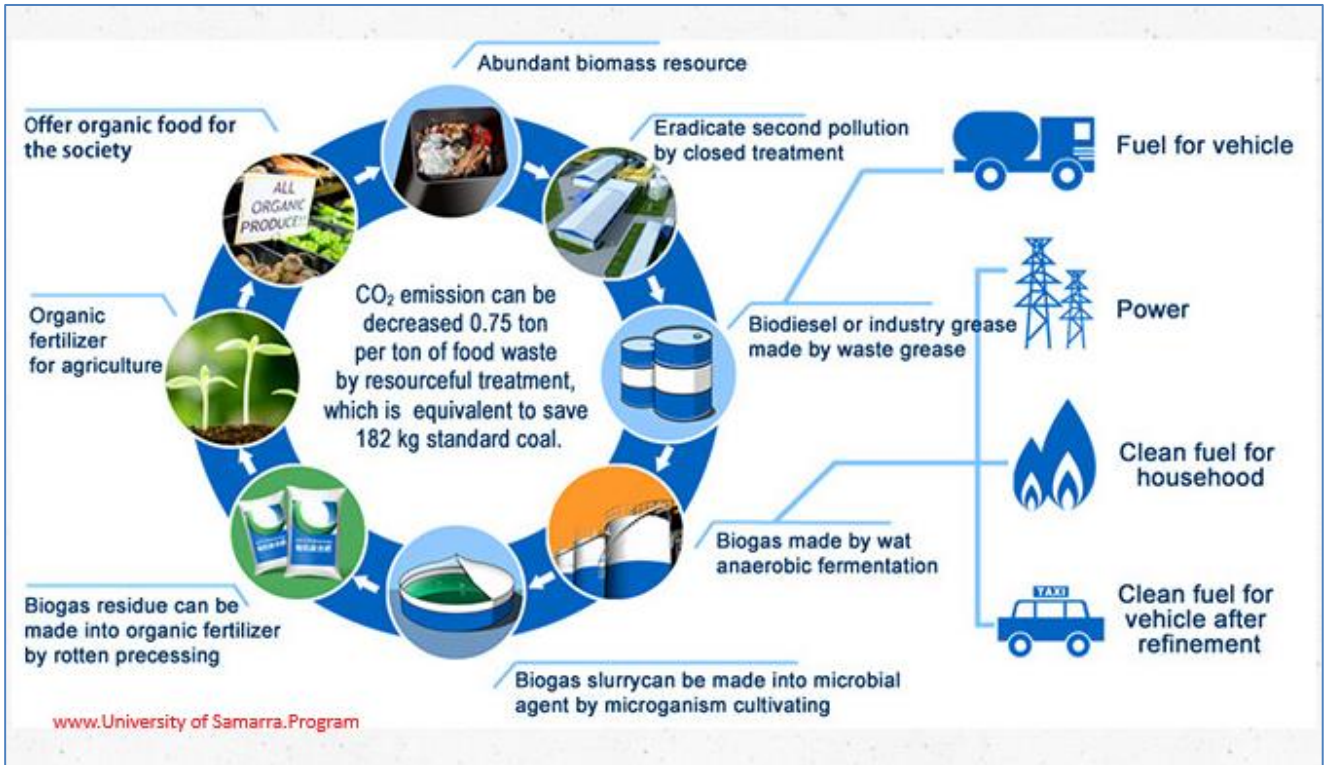 Abundant biomass resource
Offer organic food for
the society
Eradicate second pollution
by closed treatment
Fuel for vehicle
ALL
ORGANIC
PRODUCE!!
CO₂ emission can be
decreased 0.75 ton
per ton of food waste
by resourceful treatment,
which is equivalent to save
182 kg standard coal.
Organic
fertilizer
for agriculture
Biodiesel or industry grease
made by waste grease
Power
Clean fuel for
househood
Biogas made by wat
anaerobic fermentation
Biogas residue can be
made into organic fertilizer
by rotten precessing
TAXI
Clean fuel for
vehicle after
refinement
Biogas slurrycan be made into microbial
agent by microganism cultivating
www.University of Samarra.Program